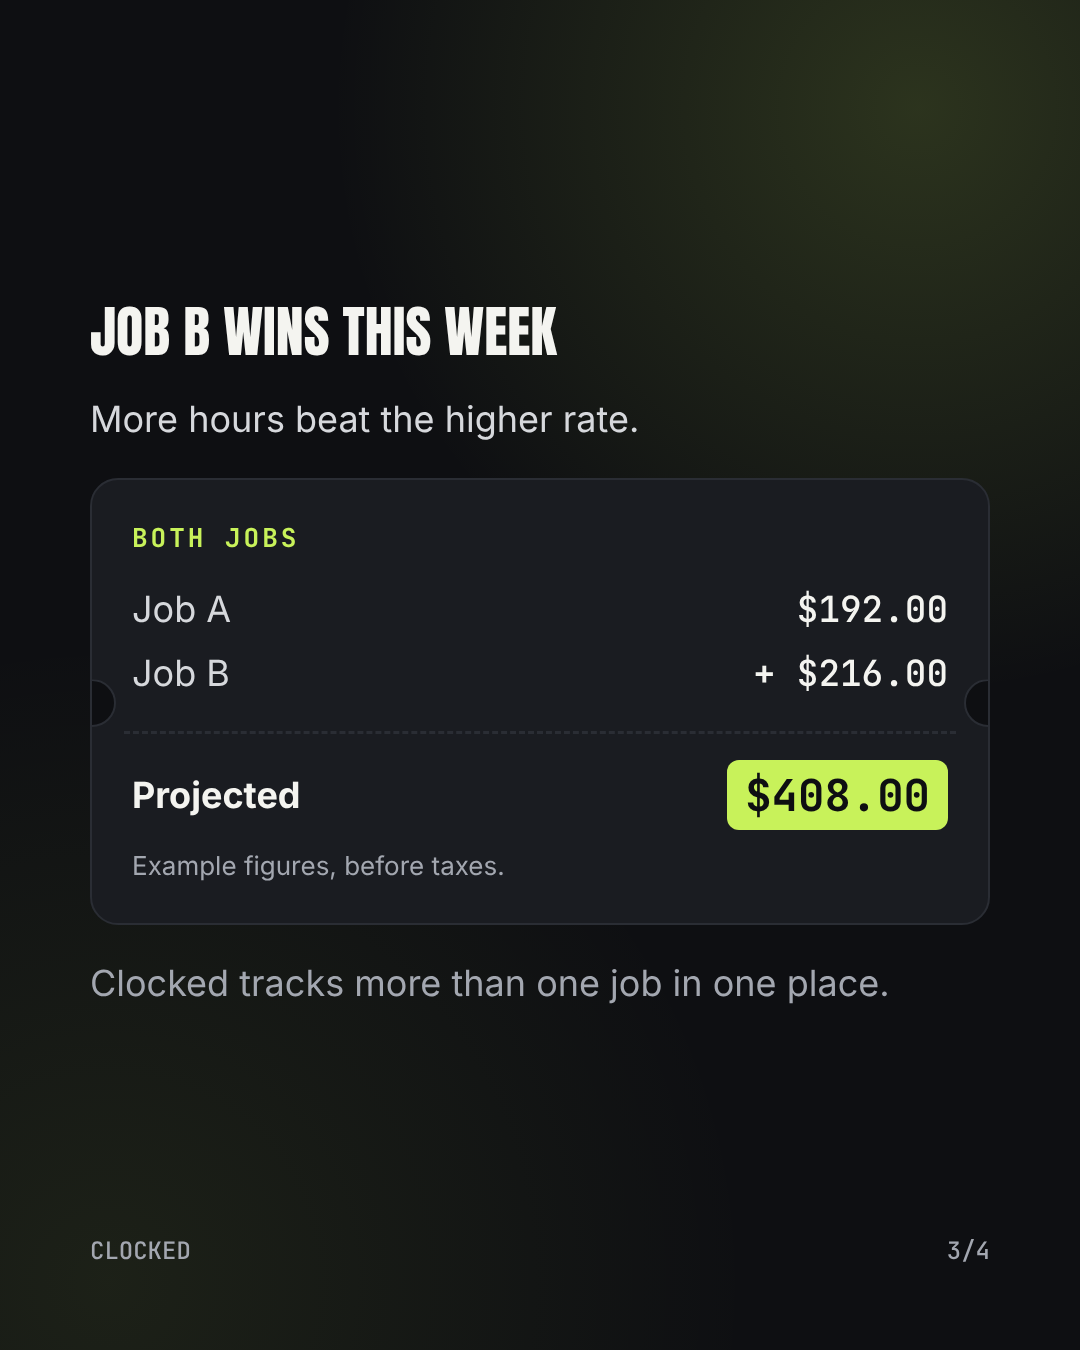 JOB B WINS THIS WEEK
More hours beat the higher rate.
BOTH JOBS
Job A $192.00
Job B + $216.00
Projected $408.00
Example figures, before taxes.
Clocked tracks more than one job in one place.
CLOCKED 3/4